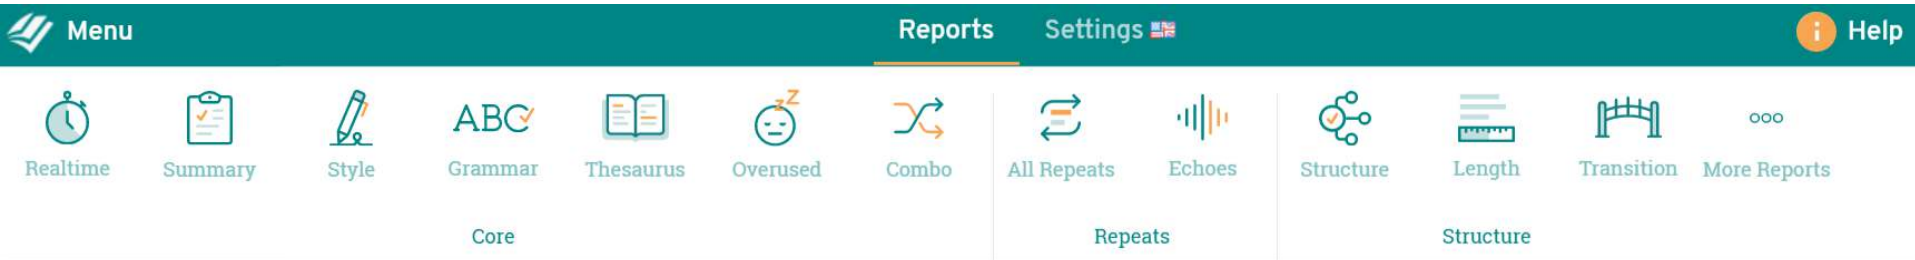 Menu Reports Settings Help
ABC
Realtime Summary Style Grammar Thesaurus Overused Combo All Repeats Echoes Structure Length Transition More Reports
Core Repeats Structure